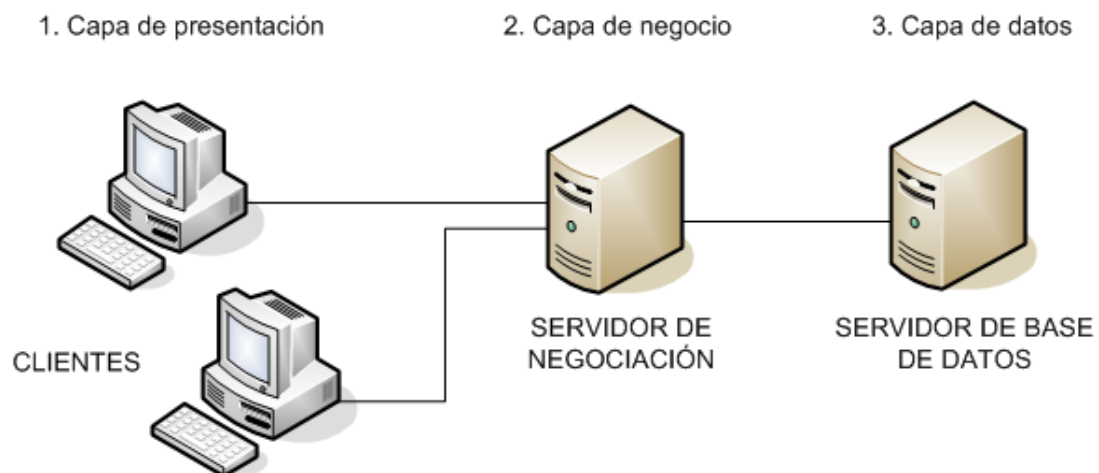 1. Capa de presentación
2. Capa de negocio
3. Capa de datos
CLIENTES
SERVIDOR DE
NEGOCIACIÓN
SERVIDOR DE BASE
DE DATOS